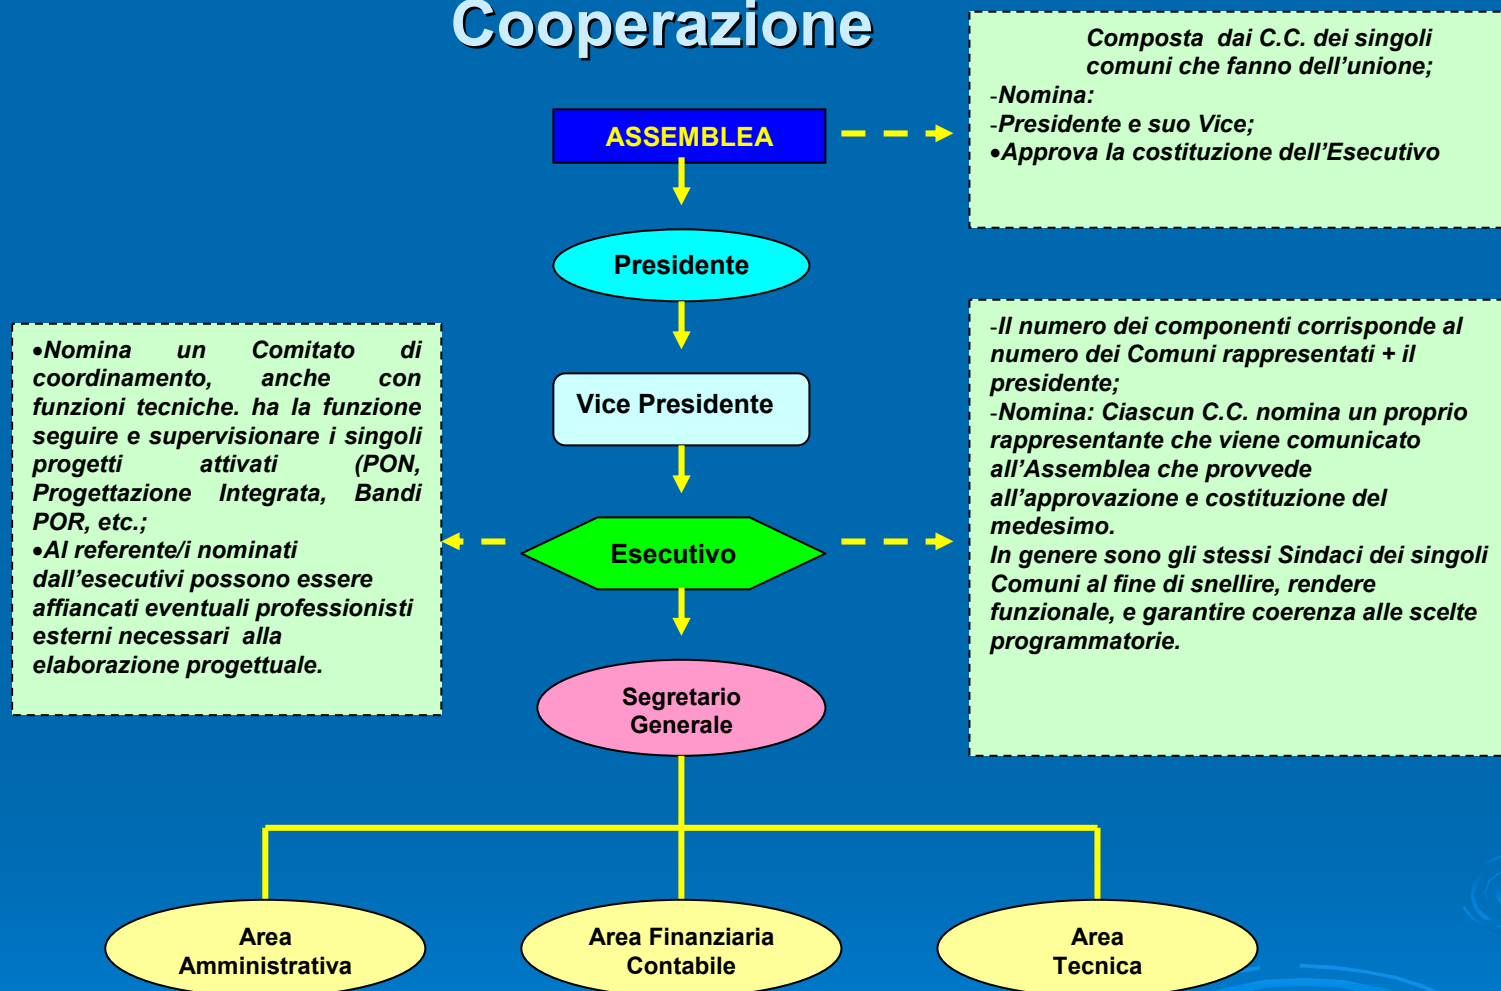 Cooperazione
Composta dai C.C. dei singoli
comuni che fanno dell'unione;
-Nomina:
-Presidente e suo Vice;
•Approva la costituzione dell'Esecutivo
ASSEMBLEA
Presidente
Vice Presidente
•Nomina un Comitato di
coordinamento, anche con
funzioni tecniche. ha la funzione
seguire e supervisionare i singoli
progetti attivati (PON,
Progettazione Integrata, Bandi
POR, etc.;
•Al referente/i nominati
dall'esecutivi possono essere
affiancati eventuali professionisti
esterni necessari alla
elaborazione progettuale.
Esecutivo
-Il numero dei componenti corrisponde al
numero dei Comuni rappresentati + il
presidente;
-Nomina: Ciascun C.C. nomina un proprio
rappresentante che viene comunicato
all'Assemblea che provvede
all'approvazione e costituzione del
medesimo.
In genere sono gli stessi Sindaci dei singoli
Comuni al fine di snellire, rendere
funzionale, e garantire coerenza alle scelte
programmatorie.
Segretario
Generale
Area
Amministrativa
Area Finanziaria
Contabile
Area
Tecnica